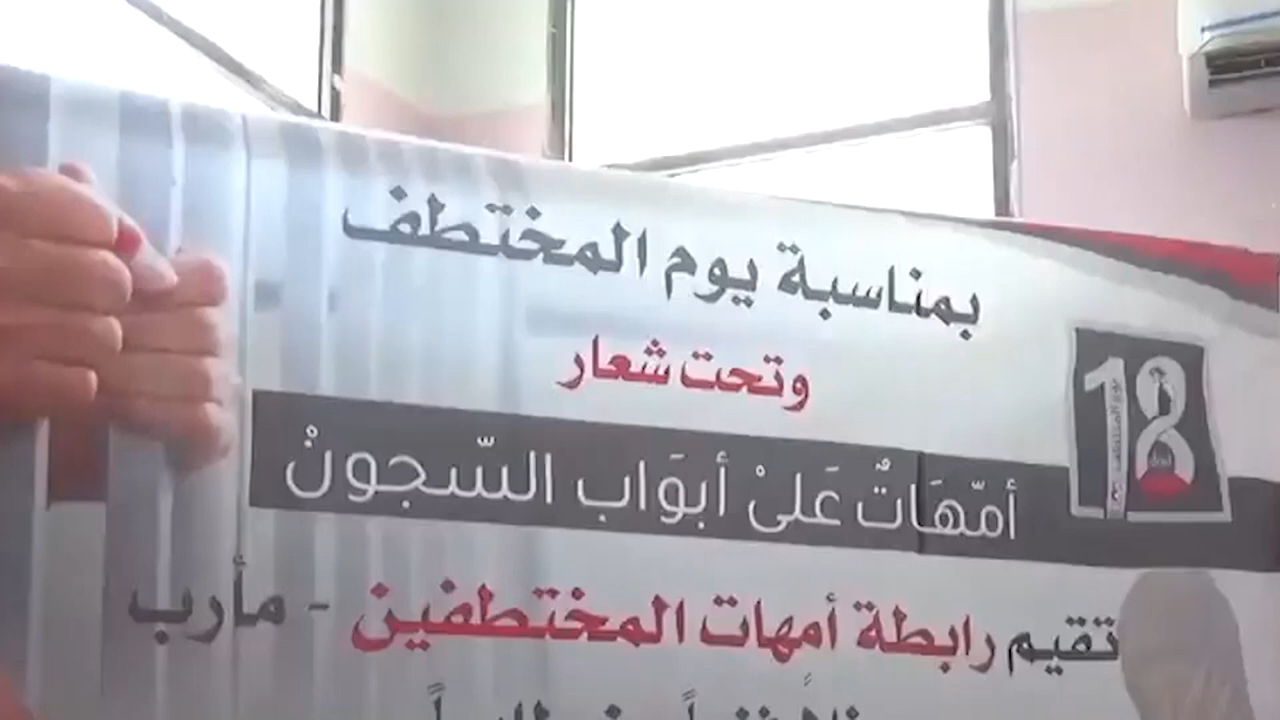 بمناسبة يوم المختطف
وتحت شعار
18
أمّهَاتٌ عَلىْ أبوَاب السّجونْ
تقيم رابطة أمهات المختطفين - مأرب